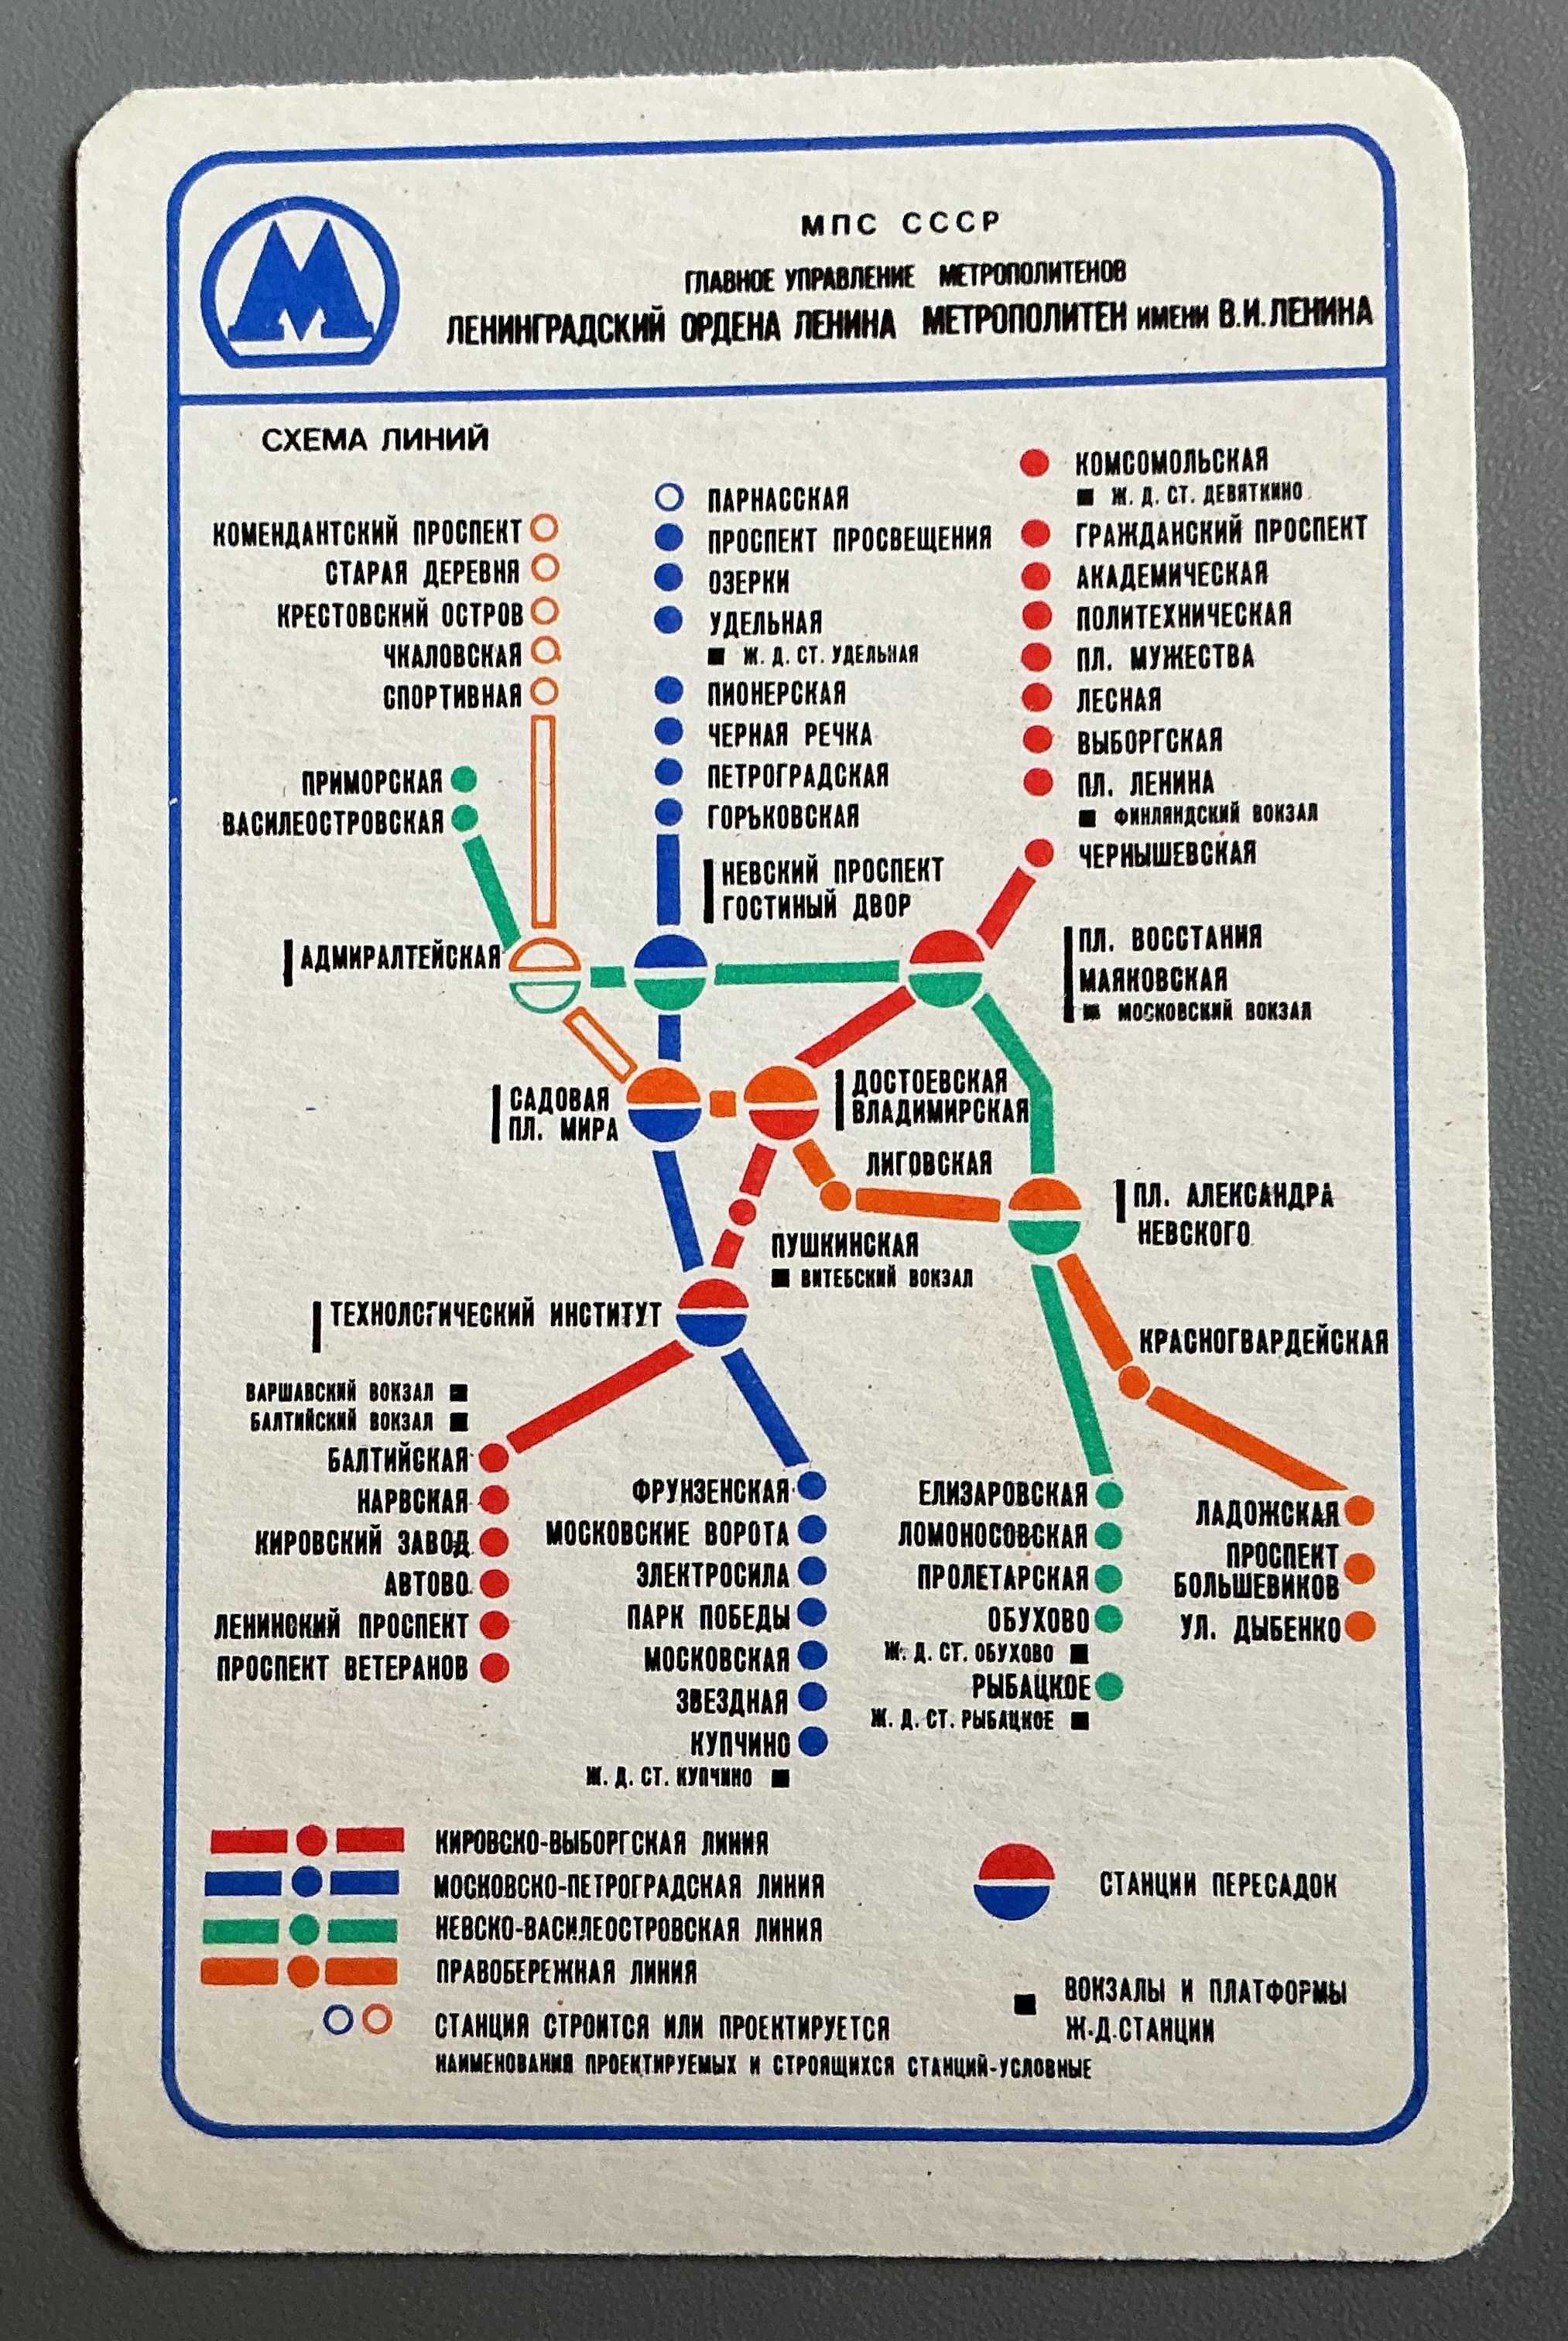 М
МПС СССР
ГЛАВНОЕ УПРАВЛЕНИЕ МЕТРОПОЛИТЕНОВ
ЛЕНИНГРАДСКИЙ ОРДЕНА ЛЕНИНА МЕТРОПОЛИТЕН ИМЕНИ В.И.ЛЕНИНА
СХЕМА ЛИНИЙ
КОМЕНДАНТСКИЙ ПРОСПЕКТ
СТАРАЯ ДЕРЕВНЯ
КРЕСТОВСКИЙ ОСТРОВ
ЧКАЛОВСКАЯ
СПОРТИВНАЯ
ПРИМОРСКАЯ
ВАСИЛЕОСТРОВСКАЯ
АДМИРАЛТЕЙСКАЯ
ПАРНАССКАЯ
ПРОСПЕКТ ПРОСВЕЩЕНИЯ
ОЗЕРКИ
УДЕЛЬНАЯ
Ж. Д. СТ. УДЕЛЬНАЯ
ПИОНЕРСКАЯ
ЧЕРНАЯ РЕЧКА
ПЕТРОГРАДСКАЯ
ГОРЬКОВСКАЯ
НЕВСКИЙ ПРОСПЕКТ
ГОСТИНЫЙ ДВОР
КОМСОМОЛЬСКАЯ
Ж. Д. СТ. ДЕВЯТКИНО
ГРАЖДАНСКИЙ ПРОСПЕКТ
АКАДЕМИЧЕСКАЯ
ПОЛИТЕХНИЧЕСКАЯ
ПЛ. МУЖЕСТВА
ЛЕСНАЯ
ВЫБОРГСКАЯ
ПЛ. ЛЕНИНА
ФИНЛЯНДСКИЙ ВОКЗАЛ
ЧЕРНЫШЕВСКАЯ
ПЛ. ВОССТАНИЯ
МАЯКОВСКАЯ
МОСКОВСКИЙ ВОКЗАЛ
САДОВАЯ
ПЛ. МИРА
ДОСТОЕВСКАЯ
ВЛАДИМИРСКАЯ
ЛИГОВСКАЯ
ПЛ. АЛЕКСАНДРА
НЕВСКОГО
ПУШКИНСКАЯ
ВИТЕБСКИЙ ВОКЗАЛ
ТЕХНОЛОГИЧЕСКИЙ ИНСТИТУТ
КРАСНОГВАРДЕЙСКАЯ
ВАРШАВСКИЙ ВОКЗАЛ
БАЛТИЙСКИЙ ВОКЗАЛ
БАЛТИЙСКАЯ
НАРВСКАЯ
КИРОВСКИЙ ЗАВОД
АВТОВО
ЛЕНИНСКИЙ ПРОСПЕКТ
ПРОСПЕКТ ВЕТЕРАНОВ
ФРУНЗЕНСКАЯ
МОСКОВСКИЕ ВОРОТА
ЭЛЕКТРОСИЛА
ПАРК ПОБЕДЫ
МОСКОВСКАЯ
ЗВЕЗДНАЯ
КУПЧИНО
Ж. Д. СТ. КУПЧИНО
ЕЛИЗАРОВСКАЯ
ЛОМОНОСОВСКАЯ
ПРОЛЕТАРСКАЯ
ОБУХОВО
Ж. Д. СТ. ОБУХОВО
РЫБАЦКОЕ
Ж. Д. СТ. РЫБАЦКОЕ
ЛАДОЖСКАЯ
ПРОСПЕКТ
БОЛЬШЕВИКОВ
УЛ. ДЫБЕНКО
КИРОВСКО-ВЫБОРГСКАЯ ЛИНИЯ
МОСКОВСКО-ПЕТРОГРАДСКАЯ ЛИНИЯ
НЕВСКО-ВАСИЛЕОСТРОВСКАЯ ЛИНИЯ
ПРАВОБЕРЕЖНАЯ ЛИНИЯ
СТАНЦИЯ СТРОИТСЯ ИЛИ ПРОЕКТИРУЕТСЯ
НАИМЕНОВАНИЯ ПРОЕКТИРУЕМЫХ И СТРОЯЩИХСЯ СТАНЦИЙ-УСЛОВНЫЕ
СТАНЦИИ ПЕРЕСАДОК
ВОКЗАЛЫ И ПЛАТФОРМЫ
Ж.Д.СТАНЦИИ